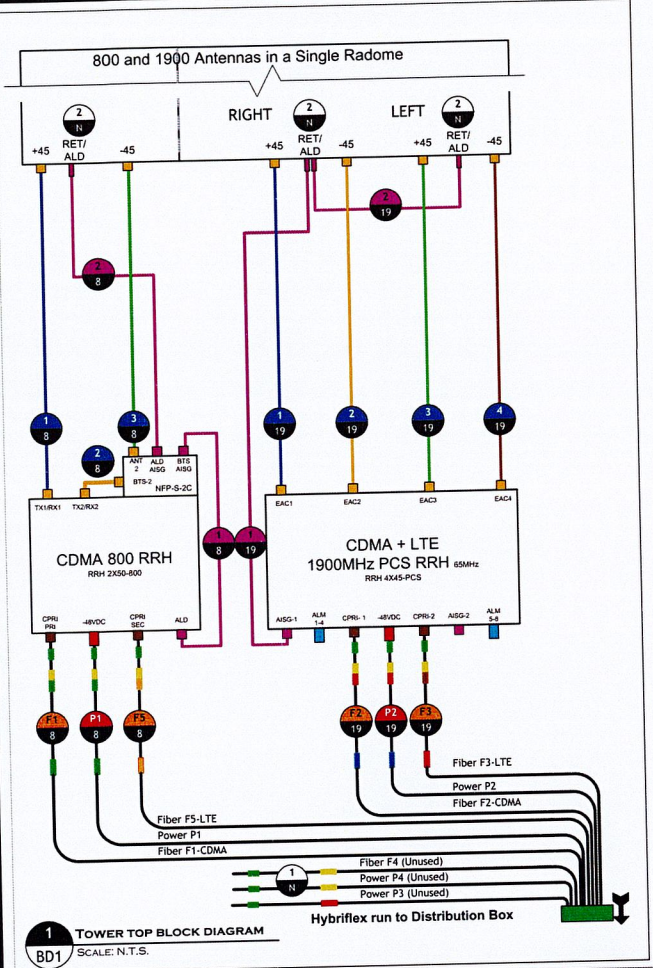 800 and 1900 Antennas in a Single Radome
2
N
RIGHT
2
N
LEFT
2
N
+45
RET/
ALD
-45
+45
RET/
ALD
-45
+45
RET/
ALD
-45
2
19
2
8
1
8
3
8
1
19
2
19
3
19
4
19
2
8
ANT
2
ALD
AISG
BTS
AISG
BTS-2
NFP-S-2C
TX1/RX1
TX2/RX2
EAC1
EAC2
EAC3
EAC4
CDMA 800 RRH
RRH 2X50-800
1
8
1
19
CDMA + LTE
1900MHz PCS RRH 65MHz
RRH 4X45-PCS
CPRI
PRI
-48VDC
CPRI
SEC
ALD
AISG-1
ALM
1-4
CPRI- 1
-48VDC
CPRI-2
AISG-2
ALM
5-8
F1
8
P1
8
F5
8
F2
19
P2
19
F3
19
Fiber F3-LTE
Power P2
Fiber F2-CDMA
Fiber F5-LTE
Power P1
Fiber F1-CDMA
Fiber F4 (Unused)
1
N
Power P4 (Unused)
Power P3 (Unused)
Hybriflex run to Distribution Box
1
BD1
TOWER TOP BLOCK DIAGRAM
SCALE: N.T.S.